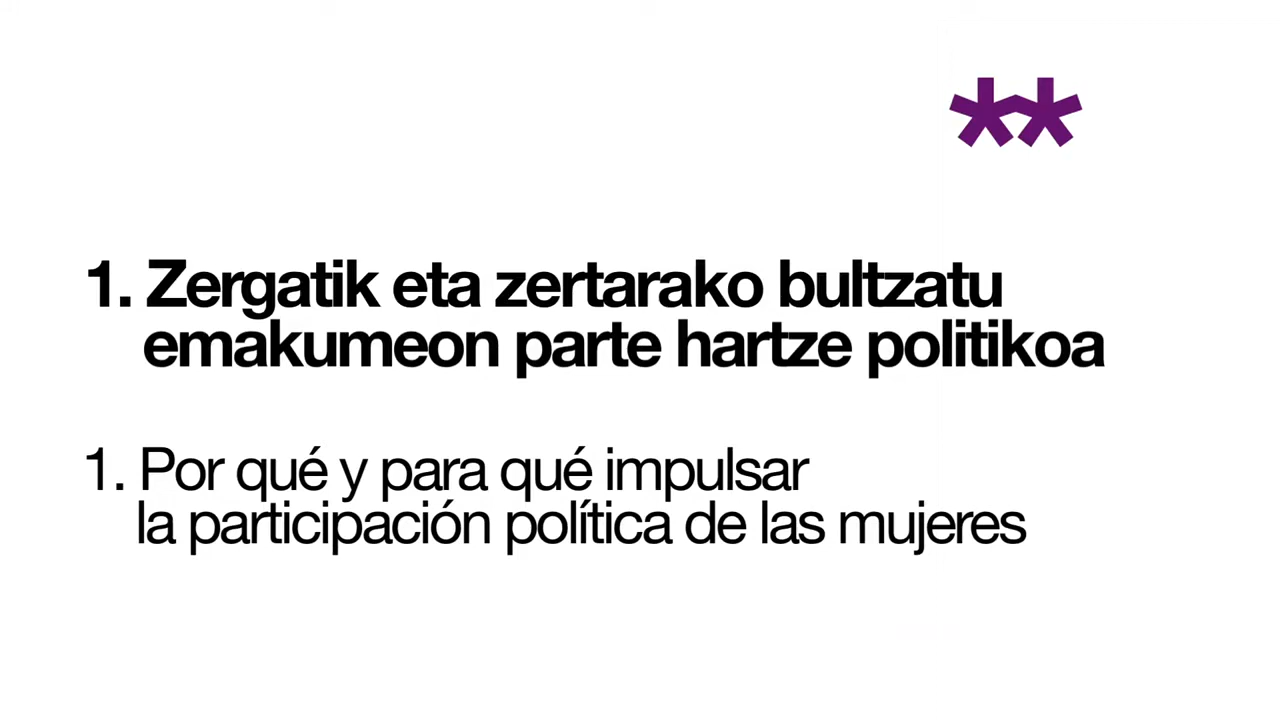 **
1. Zergatik eta zertarako bultzatu
emakumeon parte hartze politikoa
1. Por qué y para qué impulsar
la participación política de las mujeres